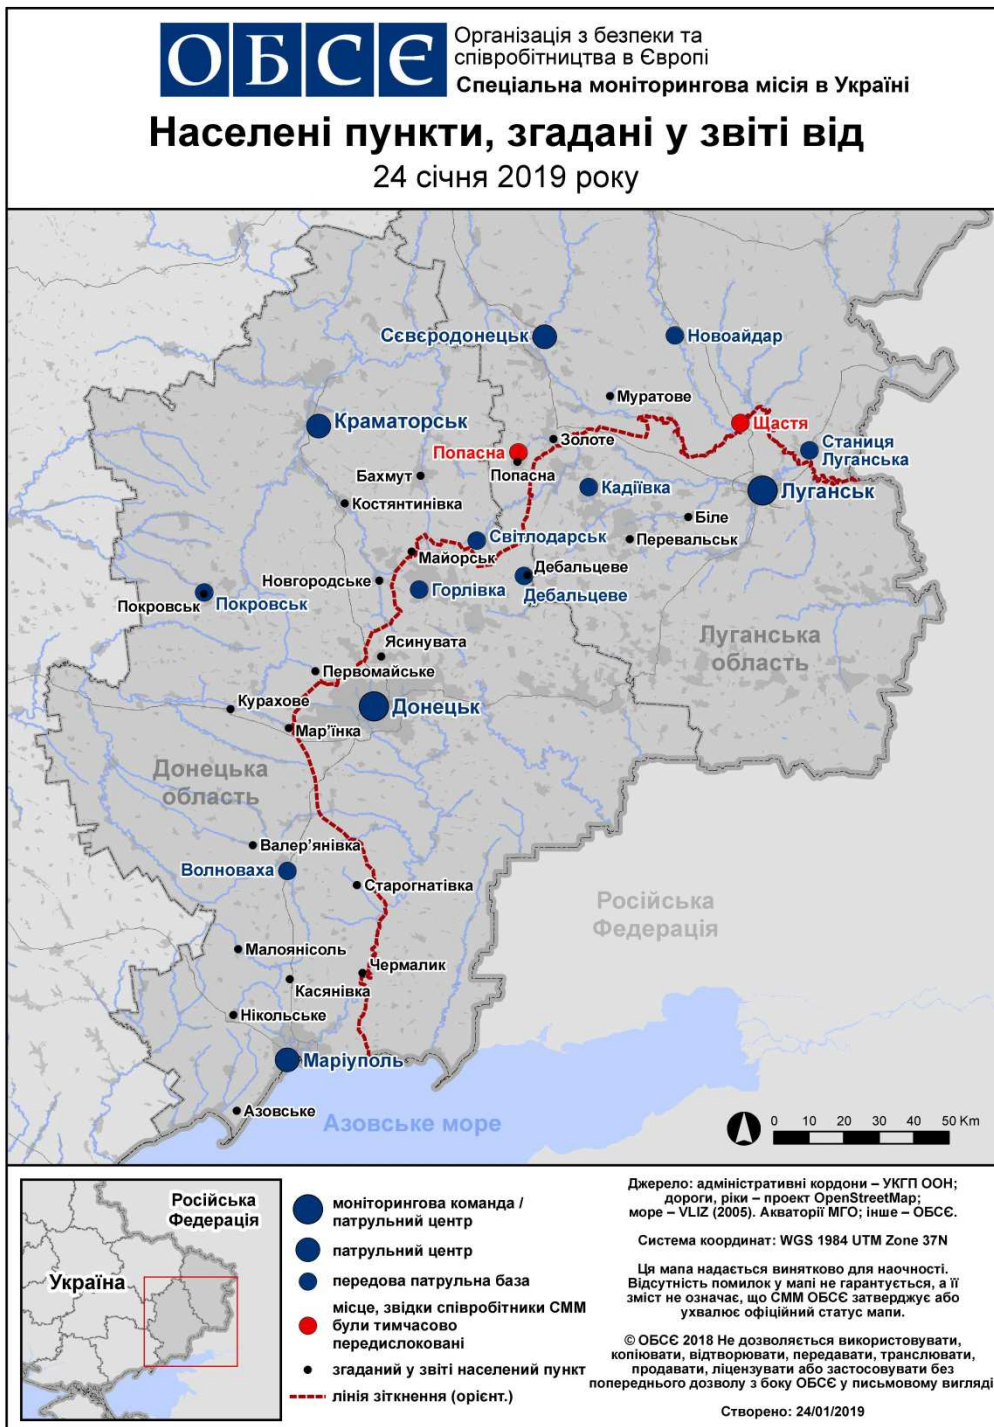 ОБСЄ
Організація з безпеки та
співробітництва в Європі
Спеціальна моніторингова місія в Україні
Населені пункти, згадані у звіті від
24 січня 2019 року
Сєвєродонецьк
Новоайдар
Муратове
Краматорськ
Щастя
Золоте
Станиця
Луганська
Попасна
Попасна
Бахмут
Кадіївка
Луганськ
Костянтинівка
Біле
Світлодарськ
Перевальськ
Майорськ
Дебальцеве
Новгородське
Горлівка
Дебальцеве
Покровськ
Покровськ
Ясинувата
Луганська
область
Первомайське
Курахове
Донецьк
Мар'їнка
Донецька
область
Валер'янівка
Волноваха
Старогнатівка
Російська
Федерація
Малоянісоль
Чермалик
Касянівка
Нікольське
Маріуполь
Азовське
Азовське море
0 10 20 30 40 50 Km
Російська
Федерація
Україна
моніторингова команда /
патрульний центр
патрульний центр
передова патрульна база
місце, звідки співробітники СММ
були тимчасово
передислоковані
згаданий у звіті населений пункт
лінія зіткнення (орієнт.)
Джерело: адміністративні кордони – УКГП ООН;
дороги, ріки – проект OpenStreetMap;
море – VLIZ (2005). Акваторії МГО; інше – ОБСЄ.
Система координат: WGS 1984 UTM Zone 37N
Ця мапа надається винятково для наочності.
Відсутність помилок у мапі не гарантується, а її
зміст не означає, що СММ ОБСЄ затверджує або
ухвалює офіційний статус мапи.
© ОБСЄ 2018 Не дозволяється використовувати,
копіювати, відтворювати, передавати, транслювати,
продавати, ліцензувати або застосовувати без
попереднього дозволу з боку ОБСЄ у письмовому вигляді
Створено: 24/01/2019